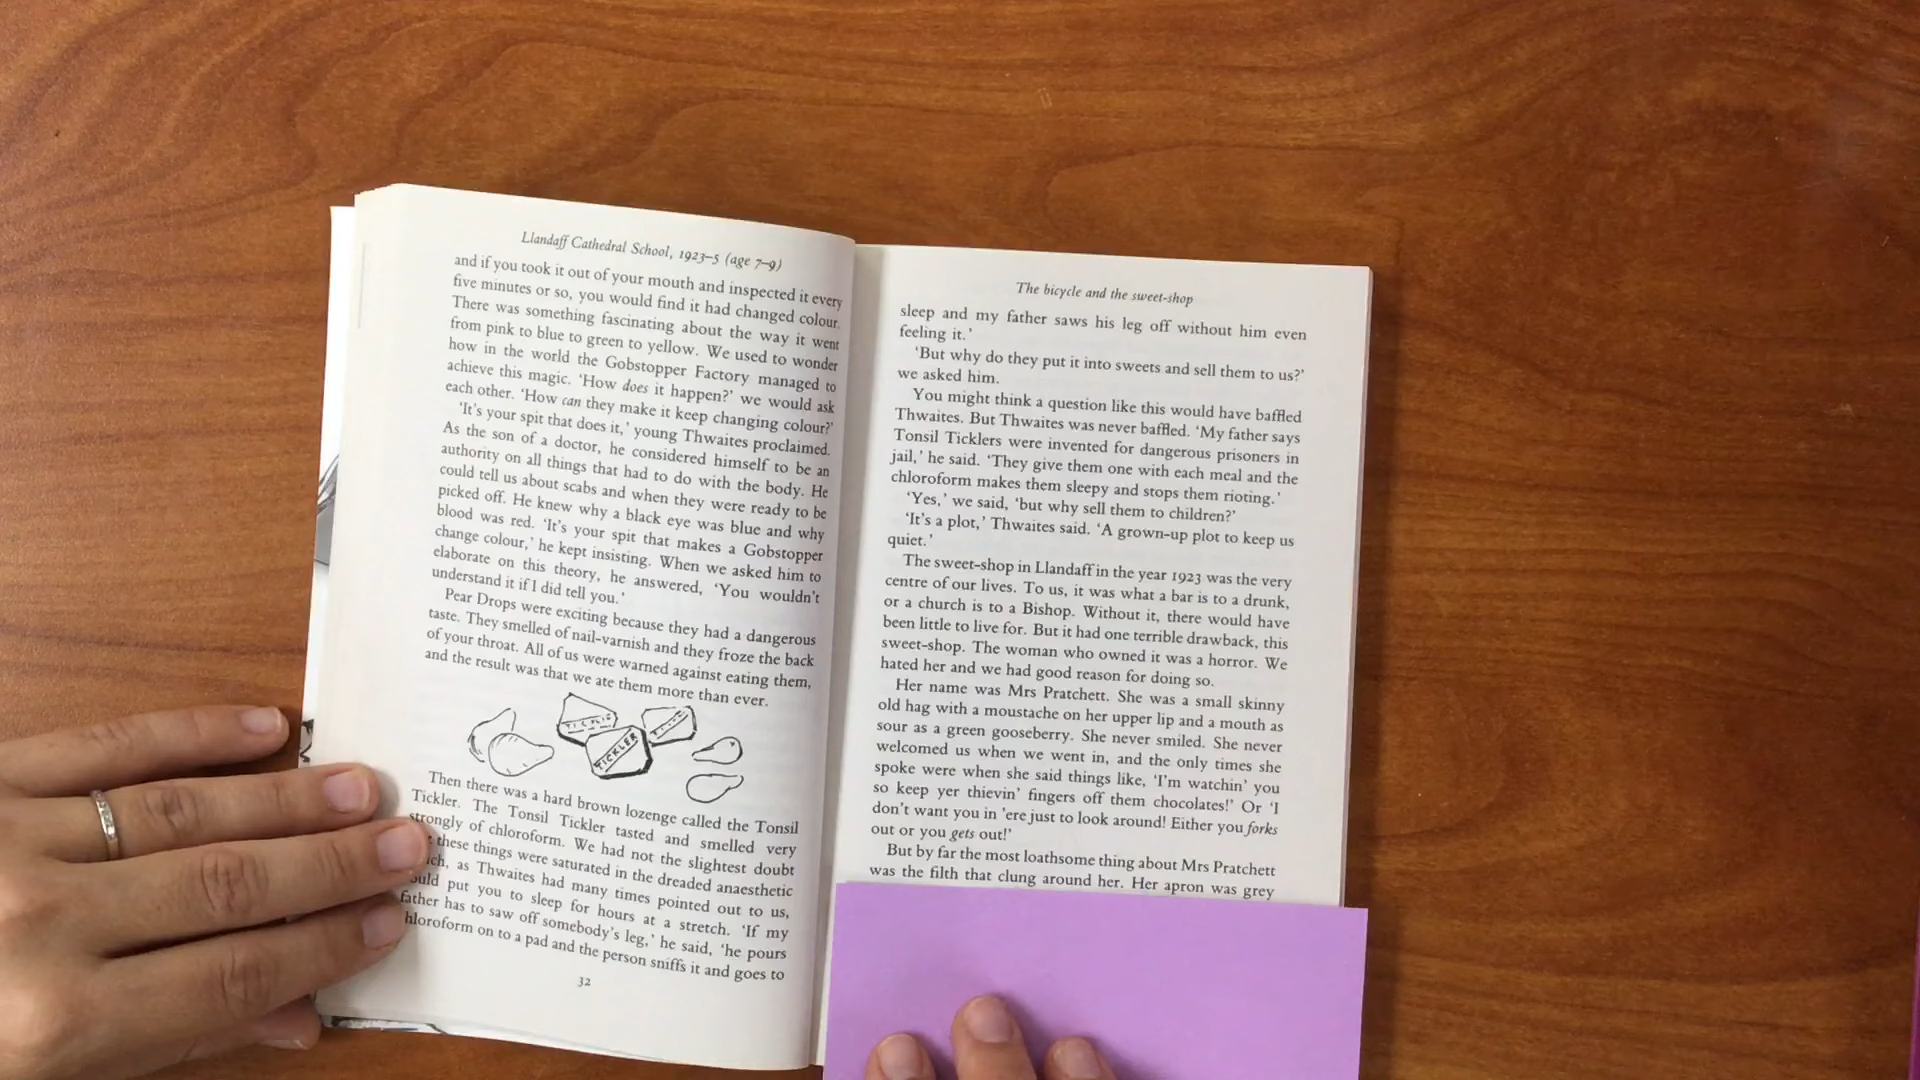 Llandaff Cathedral School, 1923–5 (age 7–9)
and if you took it out of your mouth and inspected it every
five minutes or so, you would find it had changed colour.
There was something fascinating about the way it went
from pink to blue to green to yellow. We used to wonder
how in the world the Gobstopper Factory managed to
achieve this magic. ‘How does it happen?’ we would ask
each other. ‘How can they make it keep changing colour?’
‘It's your spit that does it,’ young Thwaites proclaimed.
As the son of a doctor, he considered himself to be an
authority on all things that had to do with the body. He
could tell us about scabs and when they were ready to be
picked off. He knew why a black eye was blue and why
blood was red. ‘It's your spit that makes a Gobstopper
change colour,’ he kept insisting. When we asked him to
elaborate on this theory, he answered, ‘You wouldn't
understand it if I did tell you.’
Pear Drops were exciting because they had a dangerous
taste. They smelled of nail-varnish and they froze the back
of your throat. All of us were warned against eating them,
and the result was that we ate them more than ever.
TICKLER
Then there was a hard brown lozenge called the Tonsil
Tickler. The Tonsil Tickler tasted and smelled very
strongly of chloroform. We had not the slightest doubt
these things were saturated in the dreaded anaesthetic
as Thwaites had many times pointed out to us,
put you to sleep for hours at a stretch. ‘If my
father has to saw off somebody's leg,’ he said, ‘he pours
hloroform on to a pad and the person sniffs it and goes to
32
The bicycle and the sweet-shop
sleep and my father saws his leg off without him even
feeling it.’
‘But why do they put it into sweets and sell them to us?’
we asked him.
You might think a question like this would have baffled
Thwaites. But Thwaites was never baffled. ‘My father says
Tonsil Ticklers were invented for dangerous prisoners in
jail,’ he said. ‘They give them one with each meal and the
chloroform makes them sleepy and stops them rioting.’
‘Yes,’ we said, ‘but why sell them to children?’
‘It's a plot,’ Thwaites said. ‘A grown-up plot to keep us
quiet.’
The sweet-shop in Llandaff in the year 1923 was the very
centre of our lives. To us, it was what a bar is to a drunk,
or a church is to a Bishop. Without it, there would have
been little to live for. But it had one terrible drawback, this
sweet-shop. The woman who owned it was a horror. We
hated her and we had good reason for doing so.
Her name was Mrs Pratchett. She was a small skinny
old hag with a moustache on her upper lip and a mouth as
sour as a green gooseberry. She never smiled. She never
welcomed us when we went in, and the only times she
spoke were when she said things like, ‘I'm watchin' you
so keep yer thievin' fingers off them chocolates!’ Or ‘I
don't want you in 'ere just to look around! Either you forks
out or you gets out!’
But by far the most loathsome thing about Mrs Pratchett
was the filth that clung around her. Her apron was grey